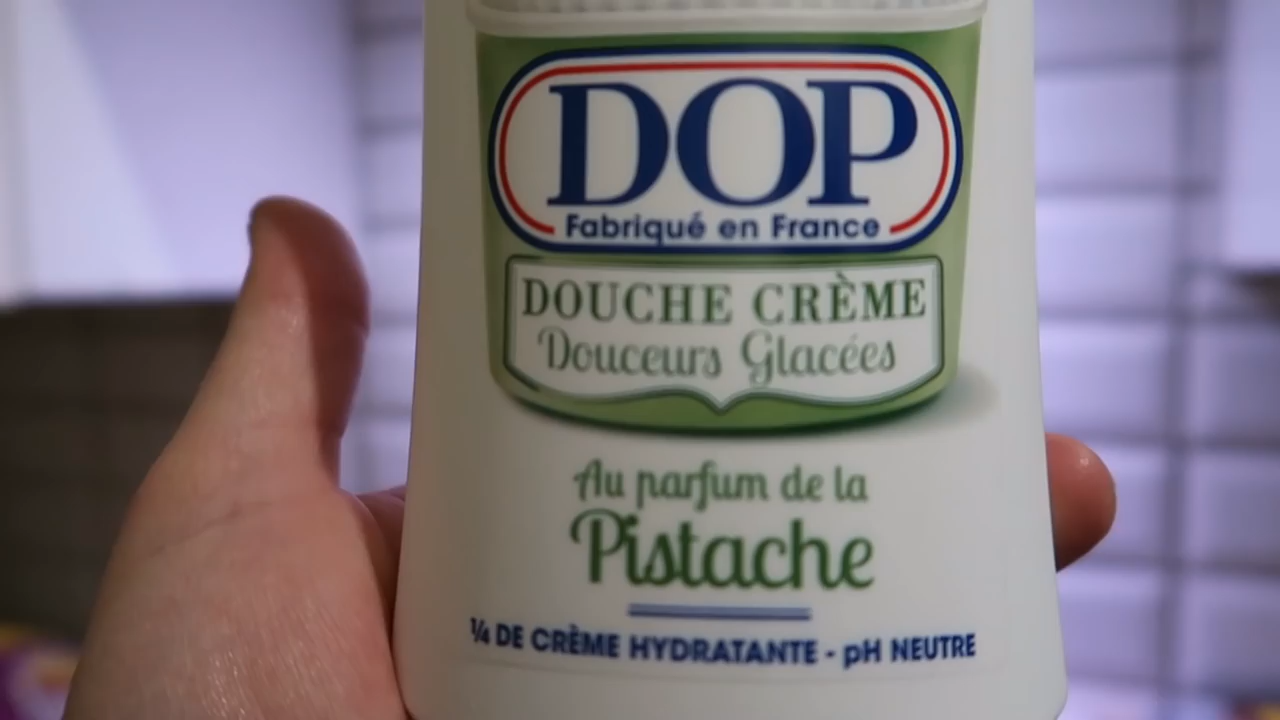 DOP
Fabriqué en France
DOUCHE CRÈME
Douceurs Glacées
Au parfum de la
Pistache
¼ DE CRÈME HYDRATANTE - pH NEUTRE